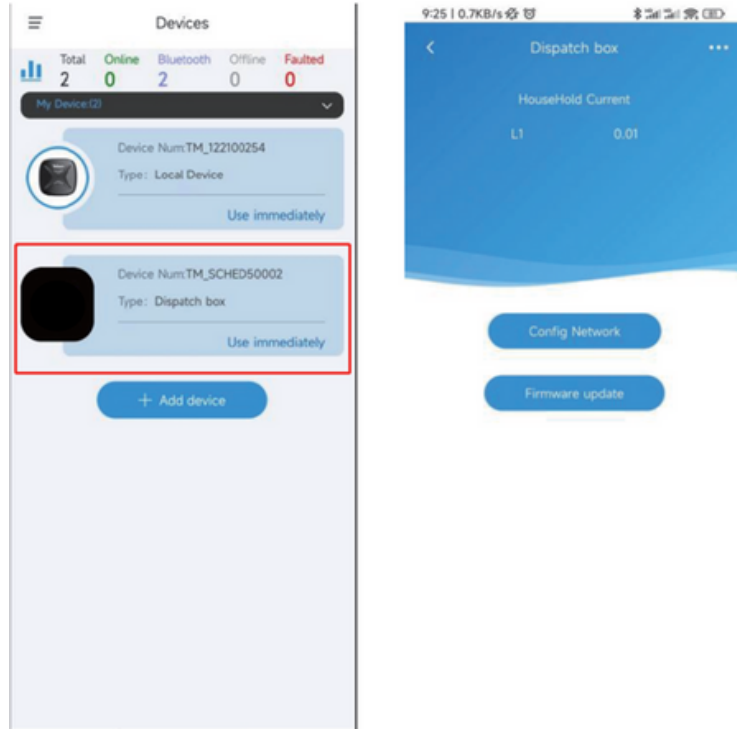 Devices
Total Online Bluetooth Offline Faulted
2 0 2 0 0
My Device:(2)
Device Num:TM_122100254
Type: Local Device
Use immediately
Device Num:TM_SCHED50002
Type: Dispatch box
Use immediately
+ Add device
9:25 | 0.7KB/s
Dispatch box
HouseHold Current
L1 0.01
Config Network
Firmware update